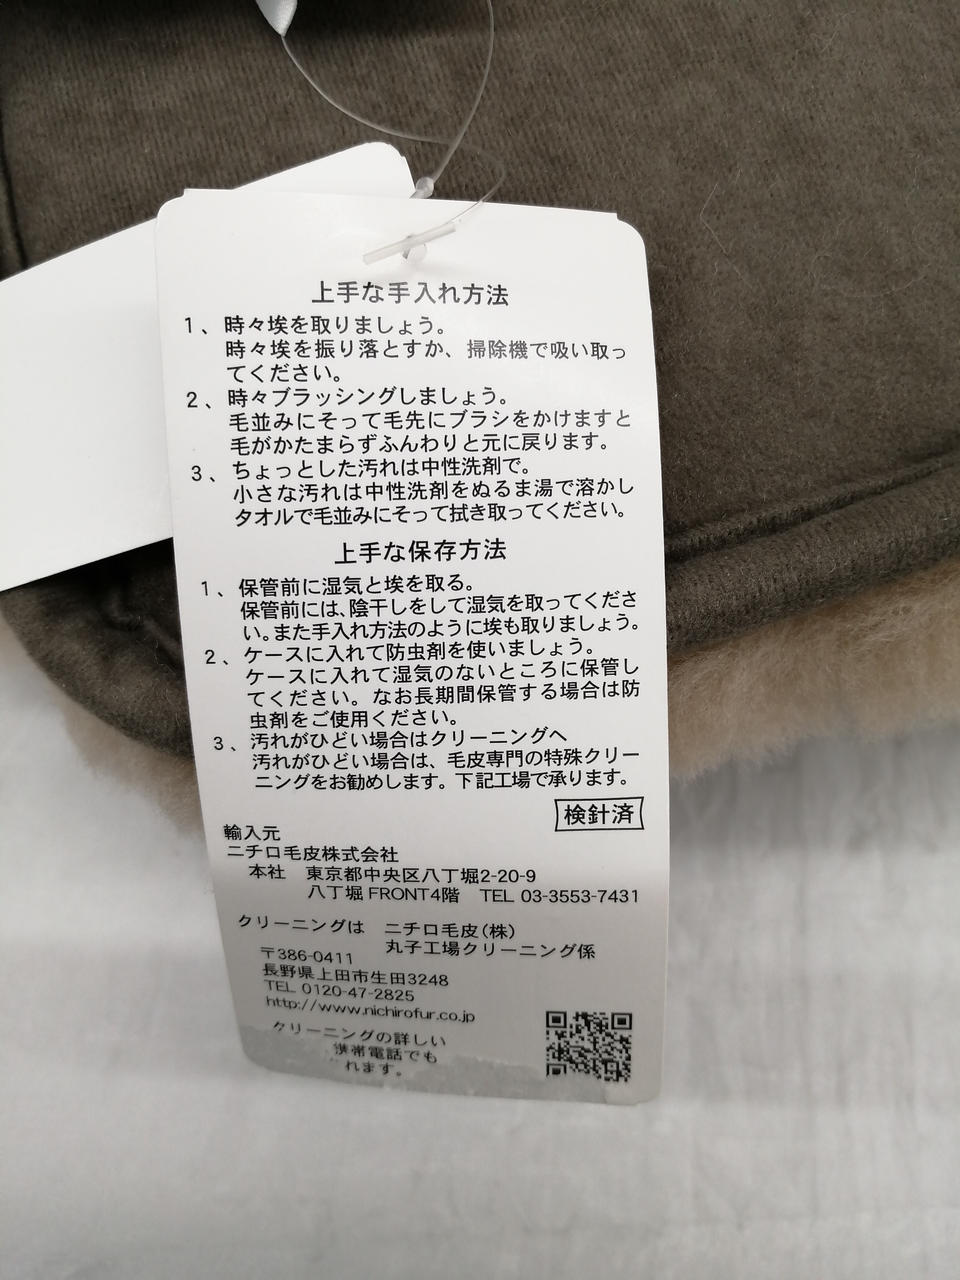 上手な手入れ方法
1、時々埃を取りましょう。
時々埃を振り落とすか、掃除機で吸い取っ
てください。
2、時々ブラッシングしましょう。
毛並みにそって毛先にブラシをかけますと
毛がかたまらずふんわりと元に戻ります。
3、ちょっとした汚れは中性洗剤で。
小さな汚れは中性洗剤をぬるま湯で溶かし
タオルで毛並みにそって拭き取ってください。
上手な保存方法
1、保管前に湿気と埃を取る。
保管前には、陰干しをして湿気を取ってくださ
い。また手入れ方法のように埃も取りましょう。
2、ケースに入れて防虫剤を使いましょう。
ケースに入れて湿気のないところに保管し
てください。なお長期間保管する場合は防
虫剤をご使用ください。
3、汚れがひどい場合はクリーニングへ
汚れがひどい場合は、毛皮専門の特殊クリー
ニングをお勧めします。下記工場で承ります。
検針済
輸入元
ニチロ毛皮株式会社
本社 東京都中央区八丁堀2-20-9
八丁堀 FRONT4階 TEL 03-3553-7431
クリーニングは ニチロ毛皮(株)
丸子工場クリーニング係
〒386-0411
長野県上田市生田3248
TEL 0120-47-2825
http://www.nichirofur.co.jp
クリーニングの詳しい
携帯電話でも
れます。